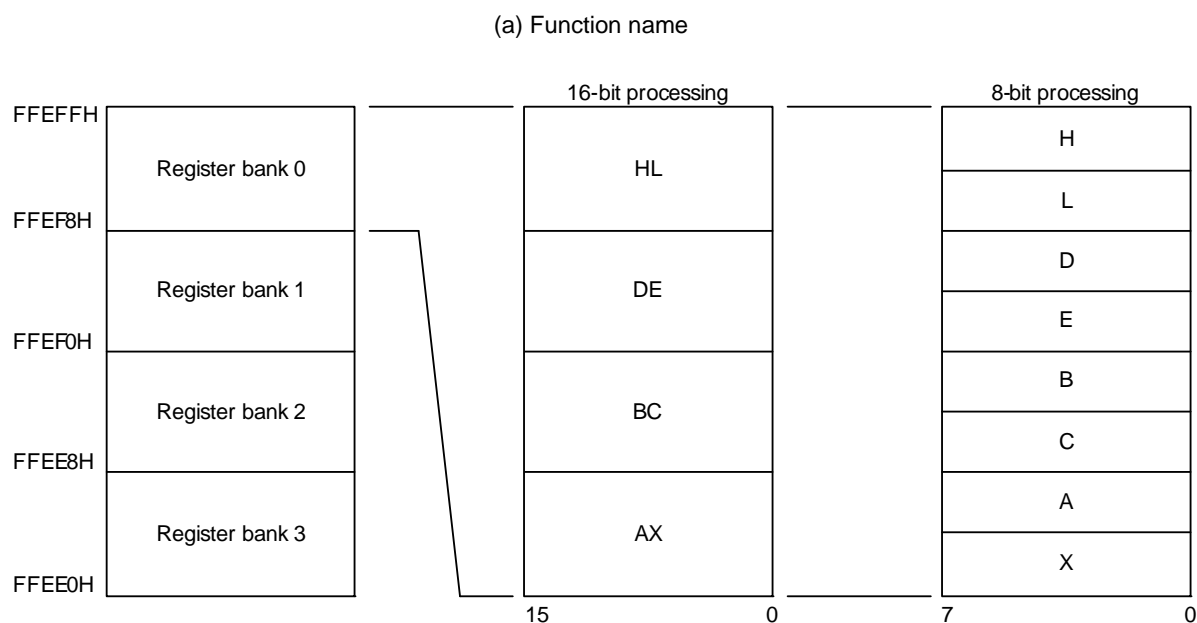 (a) Function name
16-bit processing
8-bit processing
FFEFFH
Register bank 0
HL
H
L
FFEF8H
Register bank 1
DE
D
E
FFEF0H
Register bank 2
BC
B
C
FFEE8H
Register bank 3
AX
A
X
FFEE0H
15
0
7
0